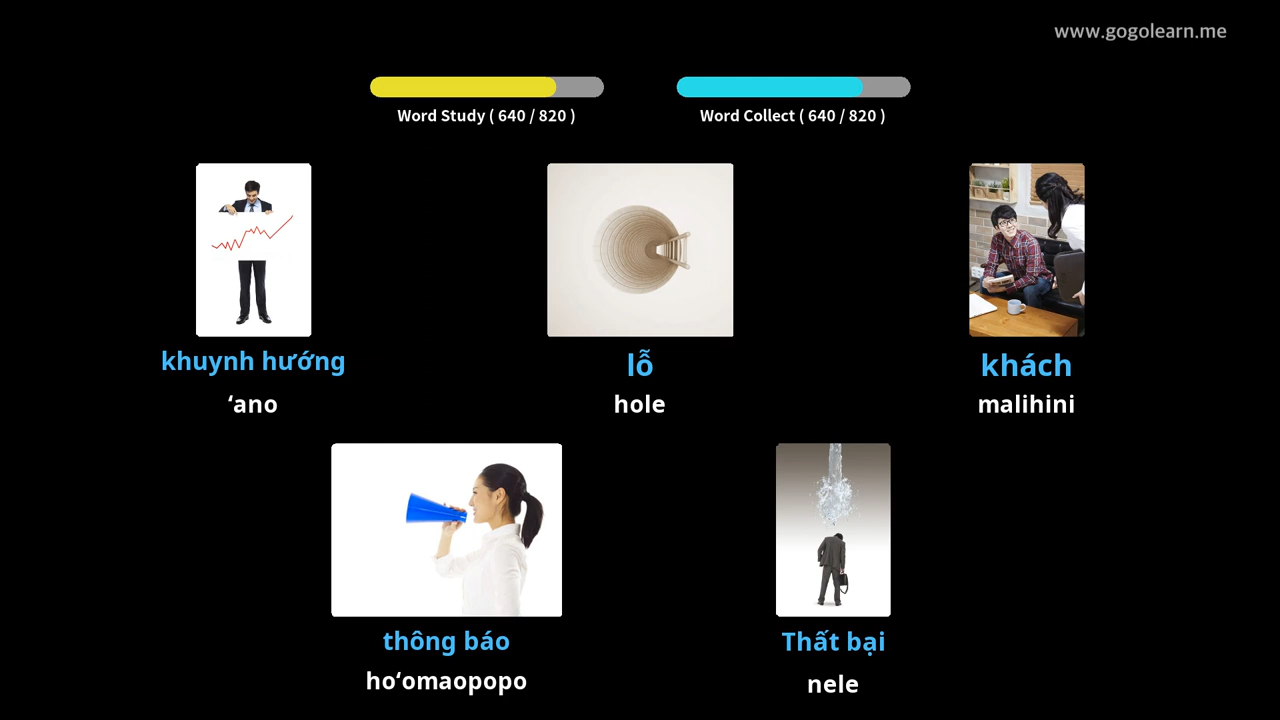 www.gogolearn.me
Word Study ( 640 / 820 )
Word Collect ( 640 / 820 )
khuynh hướng
ʻano
lỗ
hole
khách
malihini
thông báo
hoʻomaopopo
Thất bại
nele